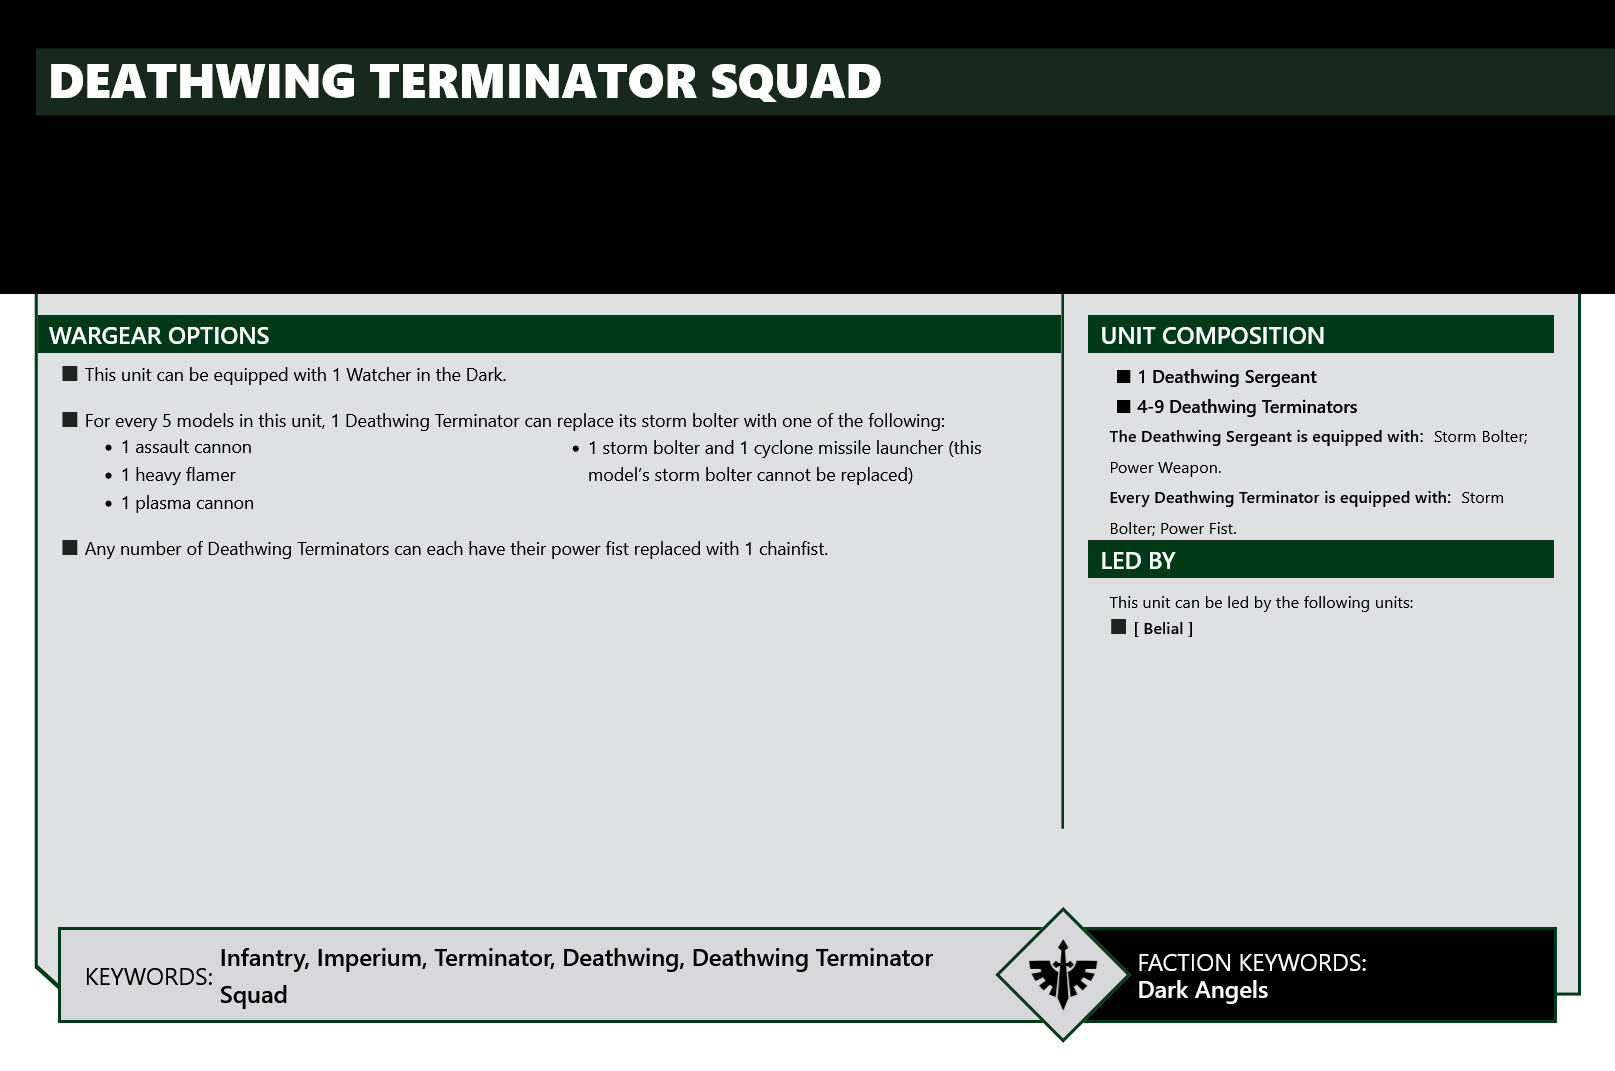 DEATHWING TERMINATOR SQUAD
WARGEAR OPTIONS
This unit can be equipped with 1 Watcher in the Dark.
For every 5 models in this unit, 1 Deathwing Terminator can replace its storm bolter with one of the following:
• 1 assault cannon
• 1 heavy flamer
• 1 plasma cannon
• 1 storm bolter and 1 cyclone missile launcher (this
model’s storm bolter cannot be replaced)
Any number of Deathwing Terminators can each have their power fist replaced with 1 chainfist.
UNIT COMPOSITION
■ 1 Deathwing Sergeant
■ 4-9 Deathwing Terminators
The Deathwing Sergeant is equipped with: Storm Bolter;
Power Weapon.
Every Deathwing Terminator is equipped with: Storm
Bolter; Power Fist.
LED BY
This unit can be led by the following units:
[ Belial ]
KEYWORDS: Infantry, Imperium, Terminator, Deathwing, Deathwing Terminator
Squad
FACTION KEYWORDS:
Dark Angels